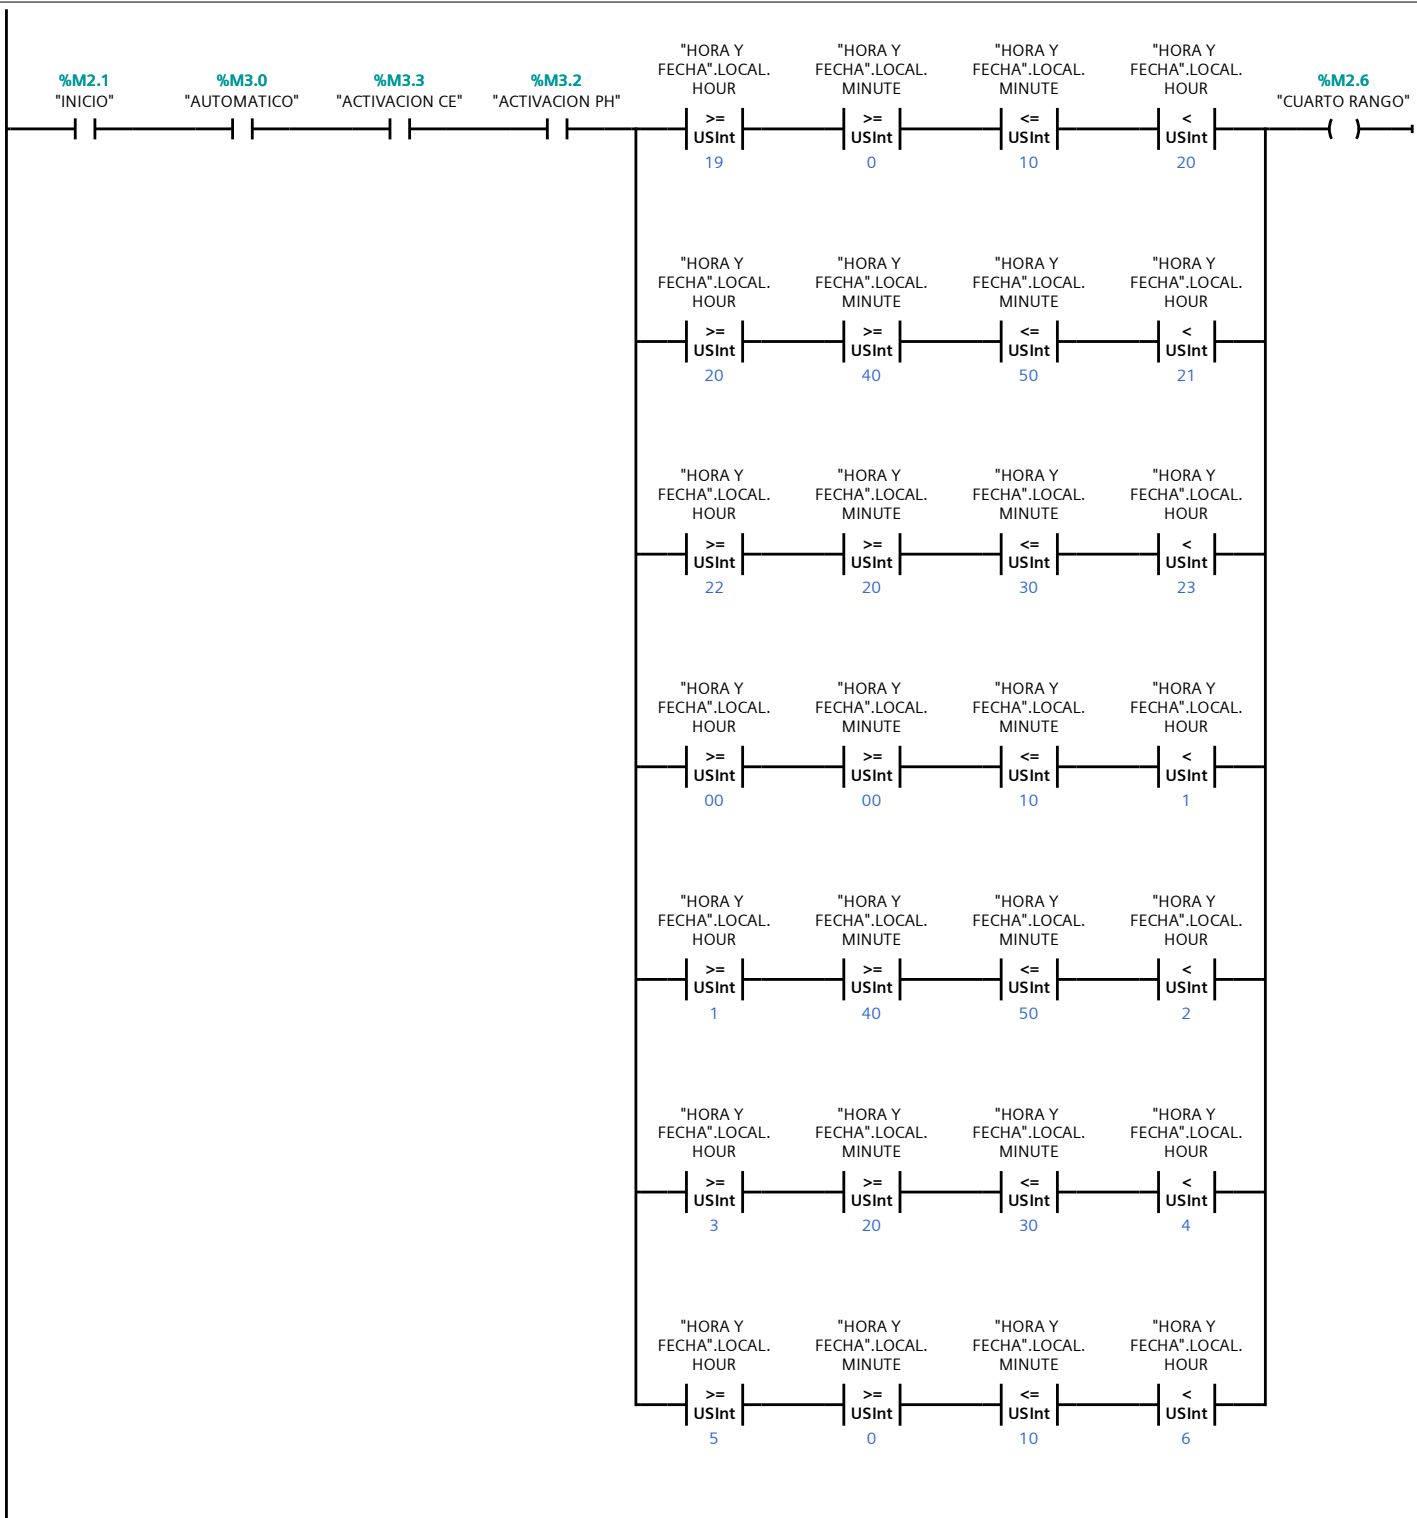 %M2.1
"INICIO"
%M3.0
"AUTOMATICO"
%M3.3
"ACTIVACION CE"
%M3.2
"ACTIVACION PH"
"HORA Y
FECHA".LOCAL.
HOUR
>=
USInt
19
"HORA Y
FECHA".LOCAL.
MINUTE
>=
USInt
0
"HORA Y
FECHA".LOCAL.
MINUTE
<=
USInt
10
"HORA Y
FECHA".LOCAL.
HOUR
<
USInt
20
%M2.6
"CUARTO RANGO"
"HORA Y
FECHA".LOCAL.
HOUR
>=
USInt
20
"HORA Y
FECHA".LOCAL.
MINUTE
>=
USInt
40
"HORA Y
FECHA".LOCAL.
MINUTE
<=
USInt
50
"HORA Y
FECHA".LOCAL.
HOUR
<
USInt
21
"HORA Y
FECHA".LOCAL.
HOUR
>=
USInt
22
"HORA Y
FECHA".LOCAL.
MINUTE
>=
USInt
20
"HORA Y
FECHA".LOCAL.
MINUTE
<=
USInt
30
"HORA Y
FECHA".LOCAL.
HOUR
<
USInt
23
"HORA Y
FECHA".LOCAL.
HOUR
>=
USInt
00
"HORA Y
FECHA".LOCAL.
MINUTE
>=
USInt
00
"HORA Y
FECHA".LOCAL.
MINUTE
<=
USInt
10
"HORA Y
FECHA".LOCAL.
HOUR
<
USInt
1
"HORA Y
FECHA".LOCAL.
HOUR
>=
USInt
1
"HORA Y
FECHA".LOCAL.
MINUTE
>=
USInt
40
"HORA Y
FECHA".LOCAL.
MINUTE
<=
USInt
50
"HORA Y
FECHA".LOCAL.
HOUR
<
USInt
2
"HORA Y
FECHA".LOCAL.
HOUR
>=
USInt
3
"HORA Y
FECHA".LOCAL.
MINUTE
>=
USInt
20
"HORA Y
FECHA".LOCAL.
MINUTE
<=
USInt
30
"HORA Y
FECHA".LOCAL.
HOUR
<
USInt
4
"HORA Y
FECHA".LOCAL.
HOUR
>=
USInt
5
"HORA Y
FECHA".LOCAL.
MINUTE
>=
USInt
0
"HORA Y
FECHA".LOCAL.
MINUTE
<=
USInt
10
"HORA Y
FECHA".LOCAL.
HOUR
<
USInt
6